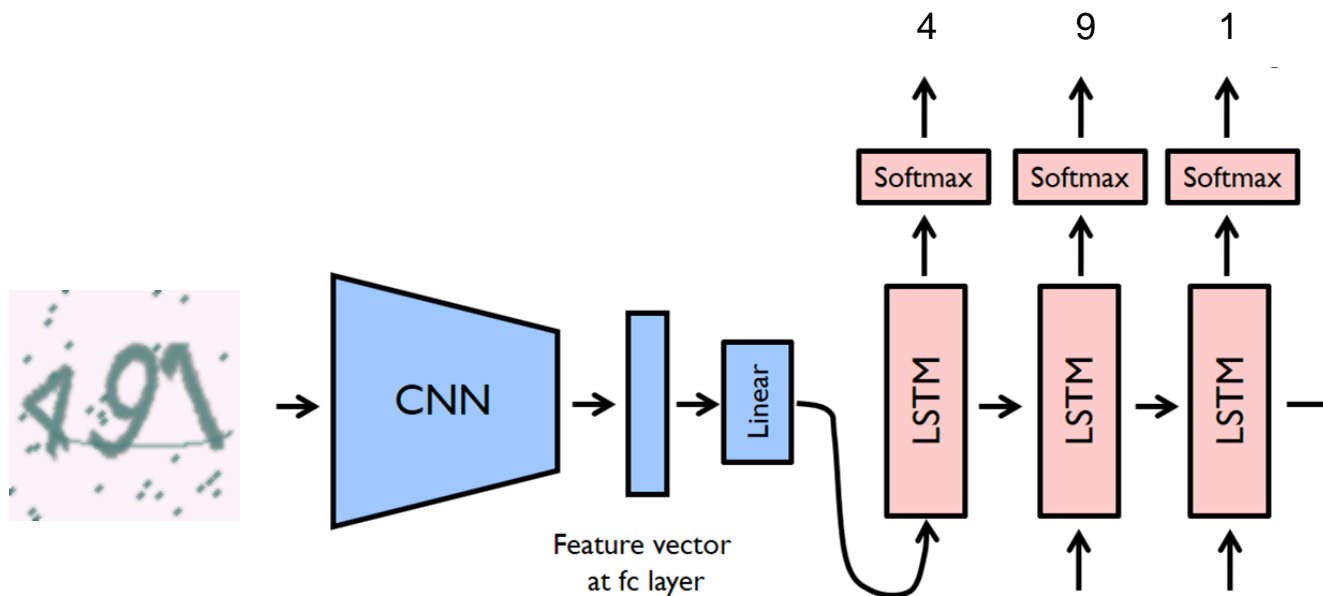 4 9 1
Softmax Softmax Softmax
491
CNN
Linear
LSTM LSTM LSTM
Feature vector
at fc layer